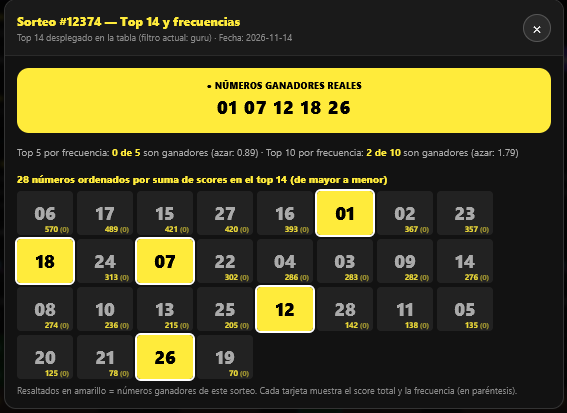 Sorteo #12374 — Top 14 y frecuencias
Top 14 desplegado en la tabla (filtro actual: guru) · Fecha: 2026-11-14
×
• NÚMEROS GANADORES REALES
01 07 12 18 26
Top 5 por frecuencia: 0 de 5 son ganadores (azar: 0.89) · Top 10 por frecuencia: 2 de 10 son ganadores (azar: 1.79)
28 números ordenados por suma de scores en el top 14 (de mayor a menor)
06 17 15 27 16 01 02 23
570 (0) 489 (0) 421 (0) 420 (0) 393 (0) 367 (0) 357 (0)
18 24 07 22 04 03 09 14
313 (0) 302 (0) 286 (0) 283 (0) 282 (0) 276 (0)
08 10 13 25 12 28 11 05
274 (0) 236 (0) 215 (0) 205 (0) 142 (0) 138 (0) 135 (0)
20 21 26 19
125 (0) 78 (0) 70 (0)
Resaltados en amarillo = números ganadores de este sorteo. Cada tarjeta muestra el score total y la frecuencia (en paréntesis).